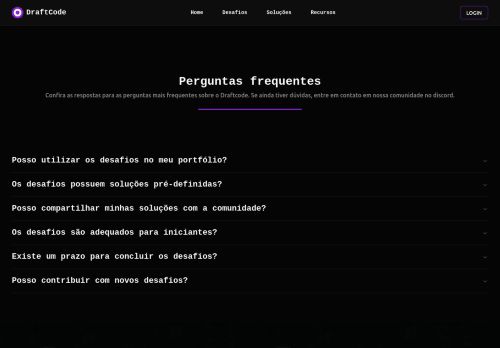 DraftCode
Home Desafios Soluções Recursos
LOGIN
Perguntas frequentes
Confira as respostas para as perguntas mais frequentes sobre o Draftcode. Se ainda tiver dúvidas, entre em contato em nossa comunidade no discord.
Posso utilizar os desafios no meu portfólio?
Os desafios possuem soluções pré-definidas?
Posso compartilhar minhas soluções com a comunidade?
Os desafios são adequados para iniciantes?
Existe um prazo para concluir os desafios?
Posso contribuir com novos desafios?